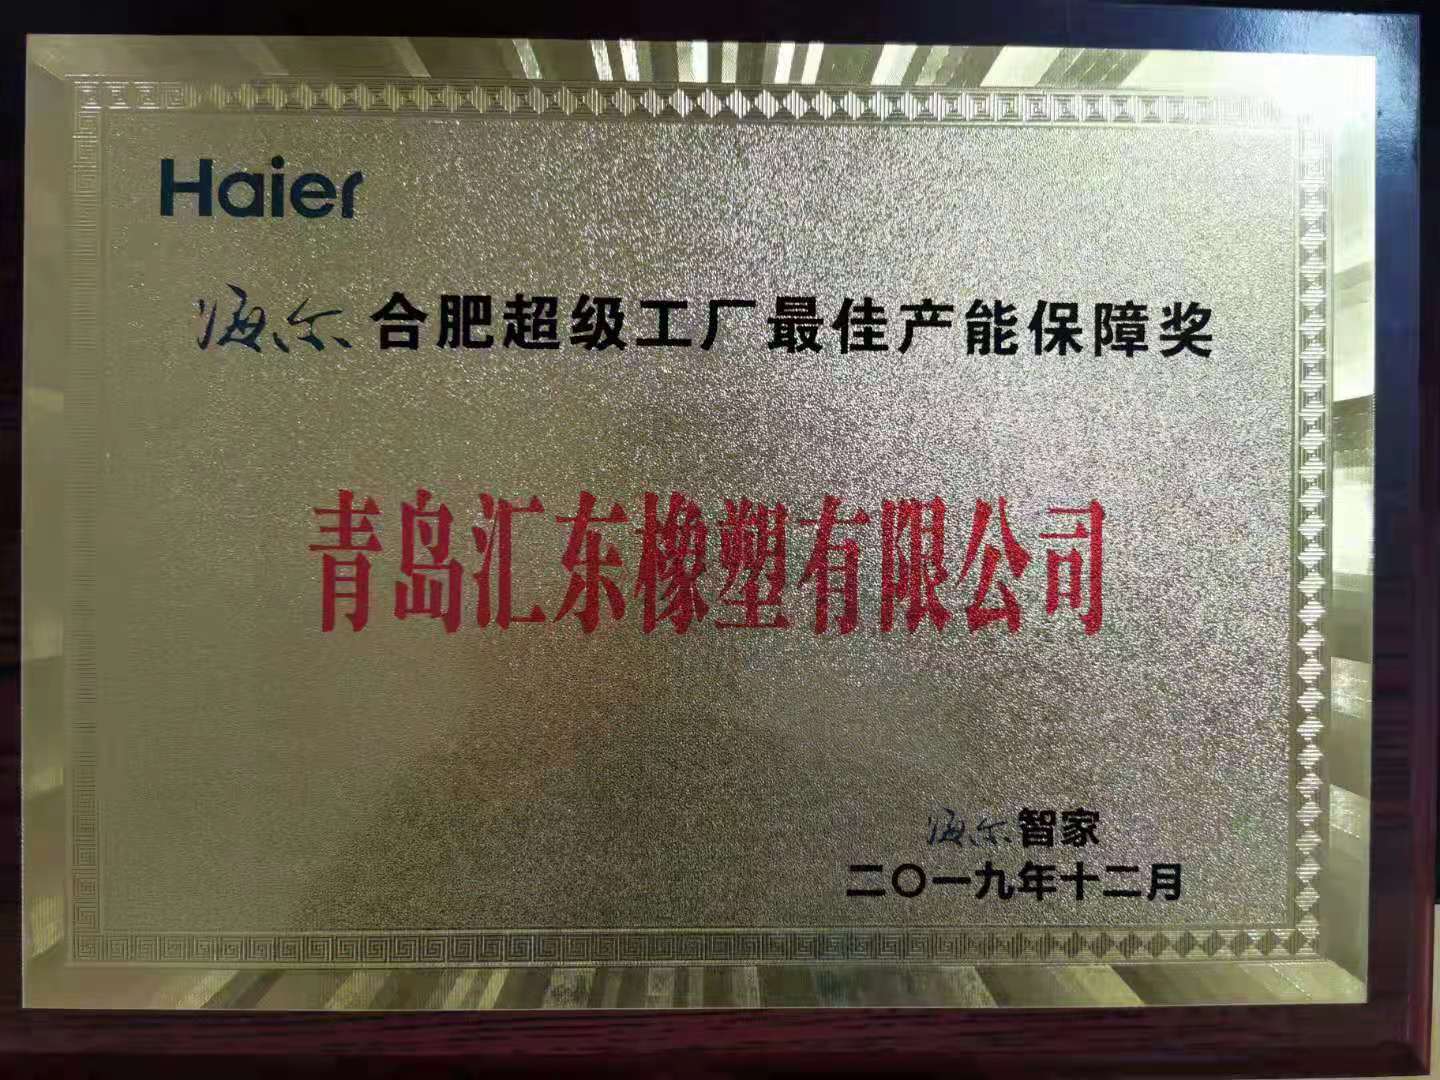 Haier
海尔 合肥超级工厂最佳产能保障奖
青岛汇东橡塑有限公司
海尔智家
二〇一九年十二月